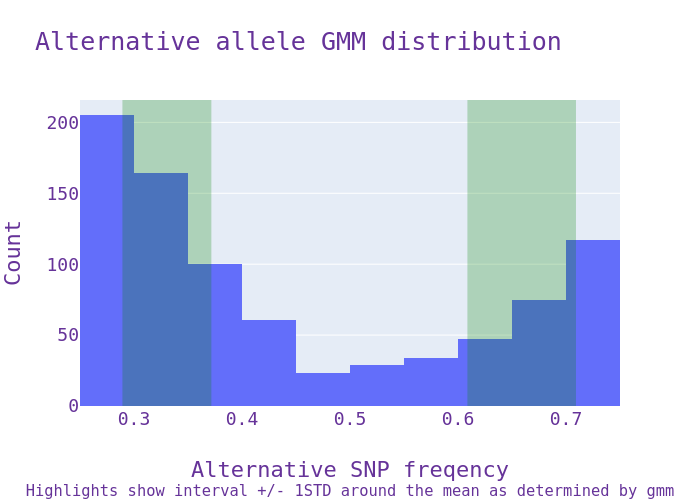 Alternative allele GMM distribution
200
150
100
50
0
Count
0.3 0.4 0.5 0.6 0.7
Alternative SNP freqency
Highlights show interval +/- 1STD around the mean as determined by gmm